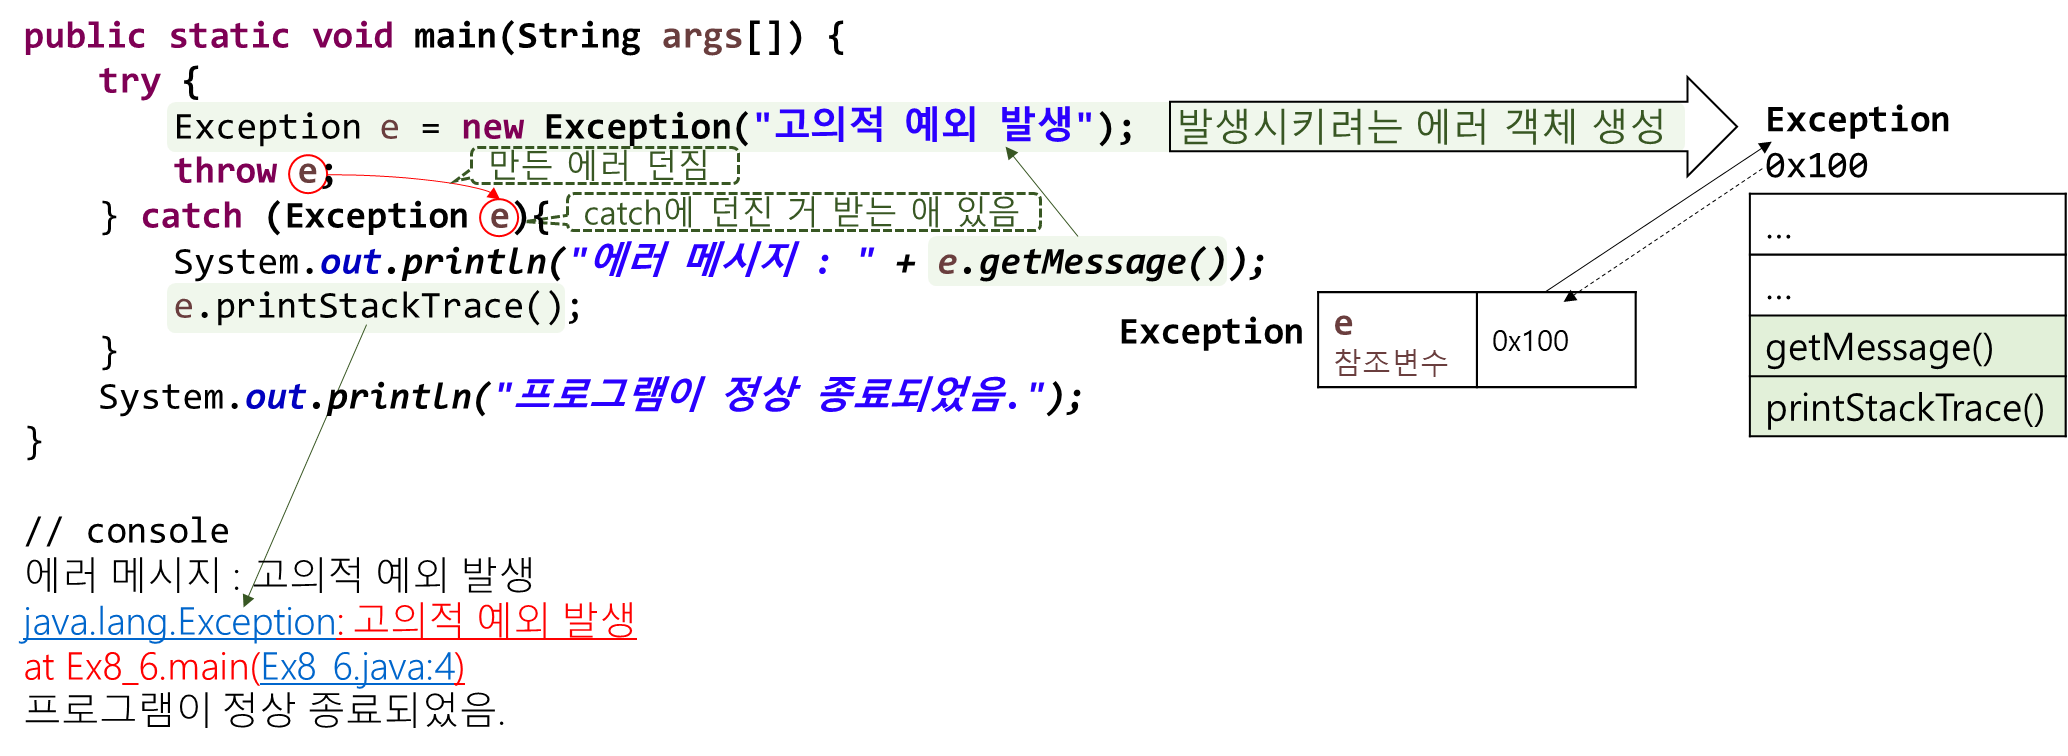 public static void main(String args[]) {
try {
Exception e = new Exception("고의적 예외 발생"); 발생시키려는 에러 객체 생성
throw e; 만든 에러 던짐
} catch (Exception e){ catch에 던진 거 받는 애 있음
System.out.println("에러 메시지 : " + e.getMessage());
e.printStackTrace();
}
System.out.println("프로그램이 정상 종료되었음.");
}
// console
에러 메시지 : 고의적 예외 발생
java.lang.Exception: 고의적 예외 발생
at Ex8_6.main(Ex8_6.java:4)
프로그램이 정상 종료되었음.
Exception
e
참조변수
0x100
Exception
0x100
...
...
getMessage()
printStackTrace()